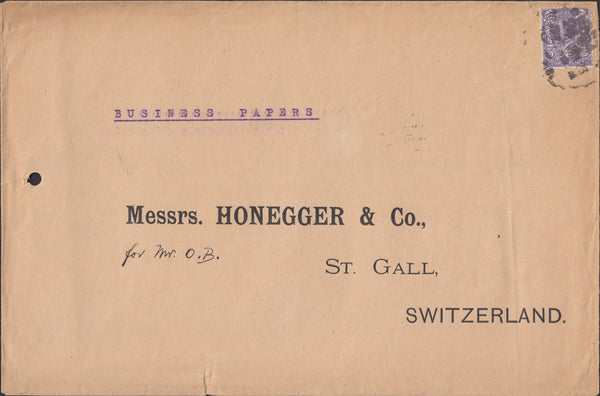 BUSINESS PAPERS
Messrs. HONEGGER & Co.,
for Mr. O.B.
ST. GALL,
SWITZERLAND.